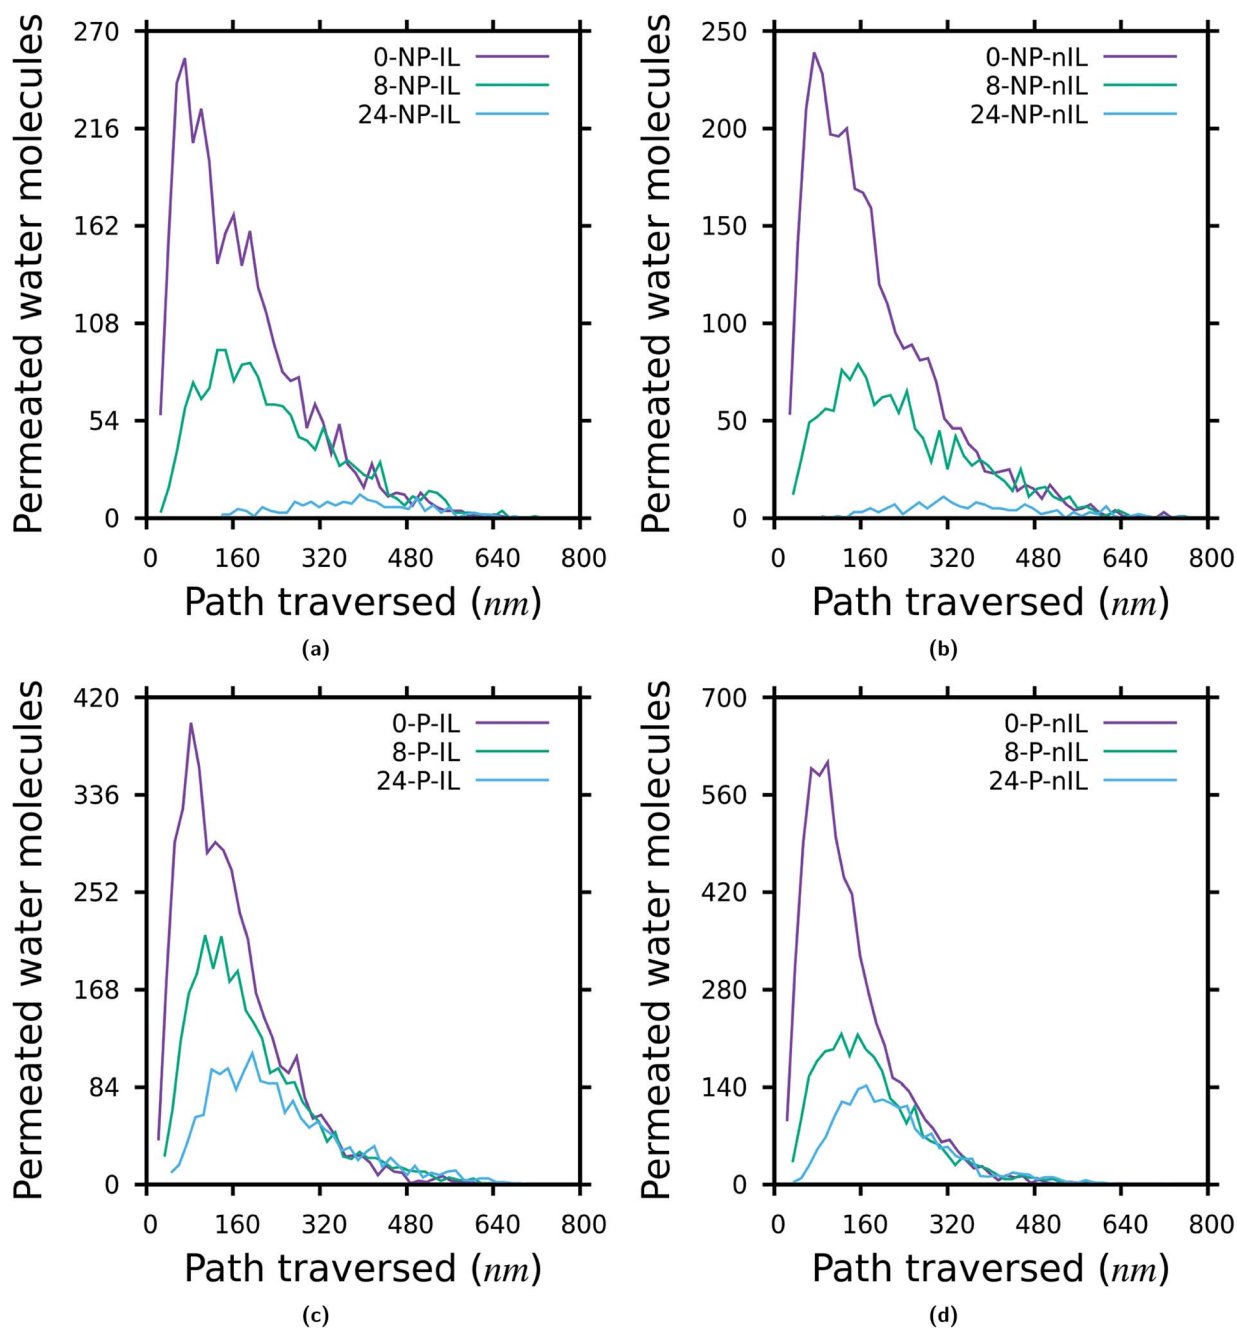 Permeated water molecules
270
216
162
108
54
0
0-NP-IL
8-NP-IL
24-NP-IL
0 160 320 480 640 800
Path traversed (nm)
(a)
Permeated water molecules
250
200
150
100
50
0
0-NP-nIL
8-NP-nIL
24-NP-nIL
0 160 320 480 640 800
Path traversed (nm)
(b)
Permeated water molecules
420
336
252
168
84
0
0-P-IL
8-P-IL
24-P-IL
0 160 320 480 640 800
Path traversed (nm)
(c)
Permeated water molecules
700
560
420
280
140
0
0-P-nIL
8-P-nIL
24-P-nIL
0 160 320 480 640 800
Path traversed (nm)
(d)